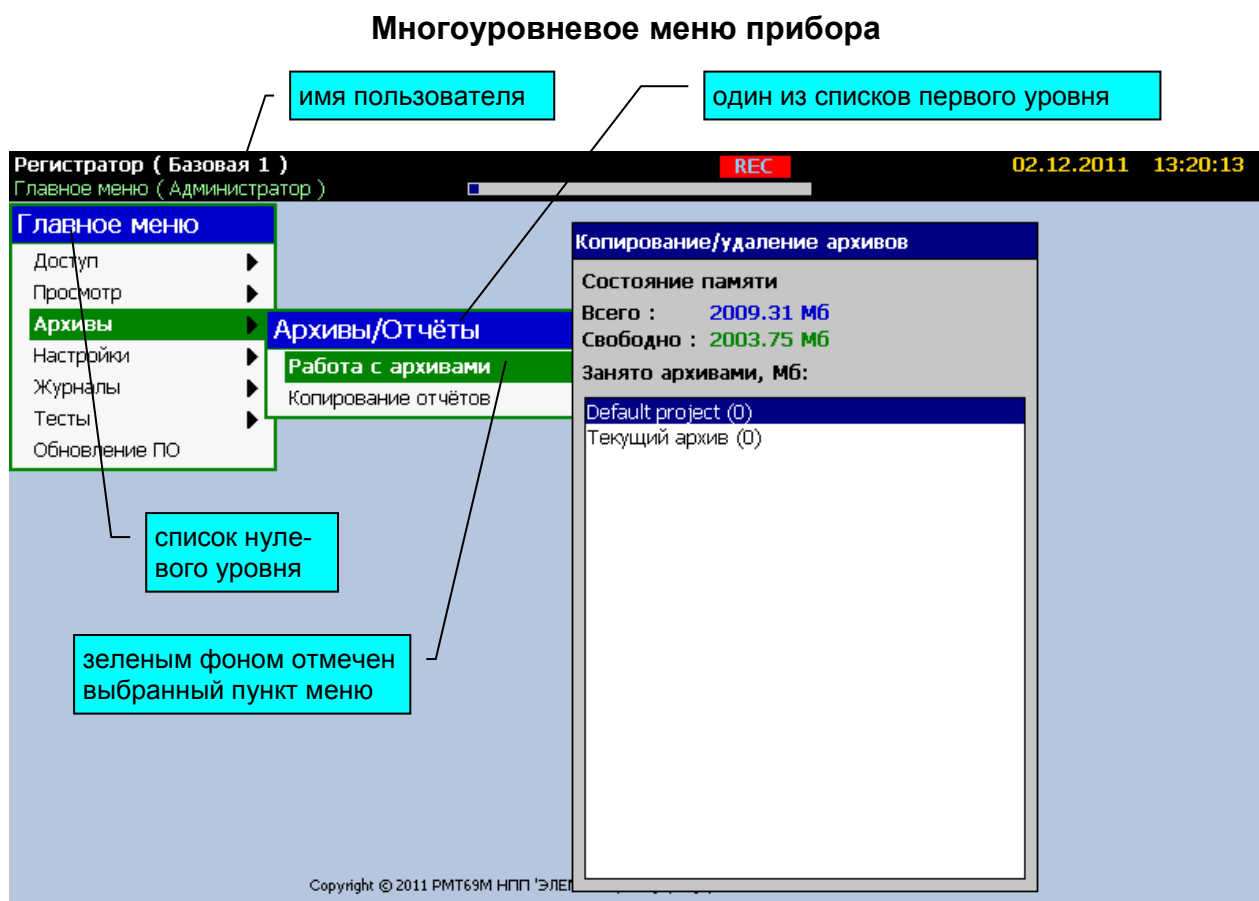 Многоуровневое меню прибора
имя пользователя
один из списков первого уровня
Регистратор ( Базовая 1 )
REC
02.12.2011 13:20:13
Главное меню ( Администратор )
Главное меню
Доступ
Просмотр
Архивы
Настройки
Журналы
Тесты
Обновление ПО
Архивы/Отчёты
Работа с архивами
Копирование отчётов
Копирование/удаление архивов
Состояние памяти
Всего : 2009.31 Мб
Свободно : 2003.75 Мб
Занято архивами, Мб:
Default project (0)
Текущий архив (0)
список нуле-
вого уровня
зеленым фоном отмечен
выбранный пункт меню
Copyright © 2011 РМТ69М НПП